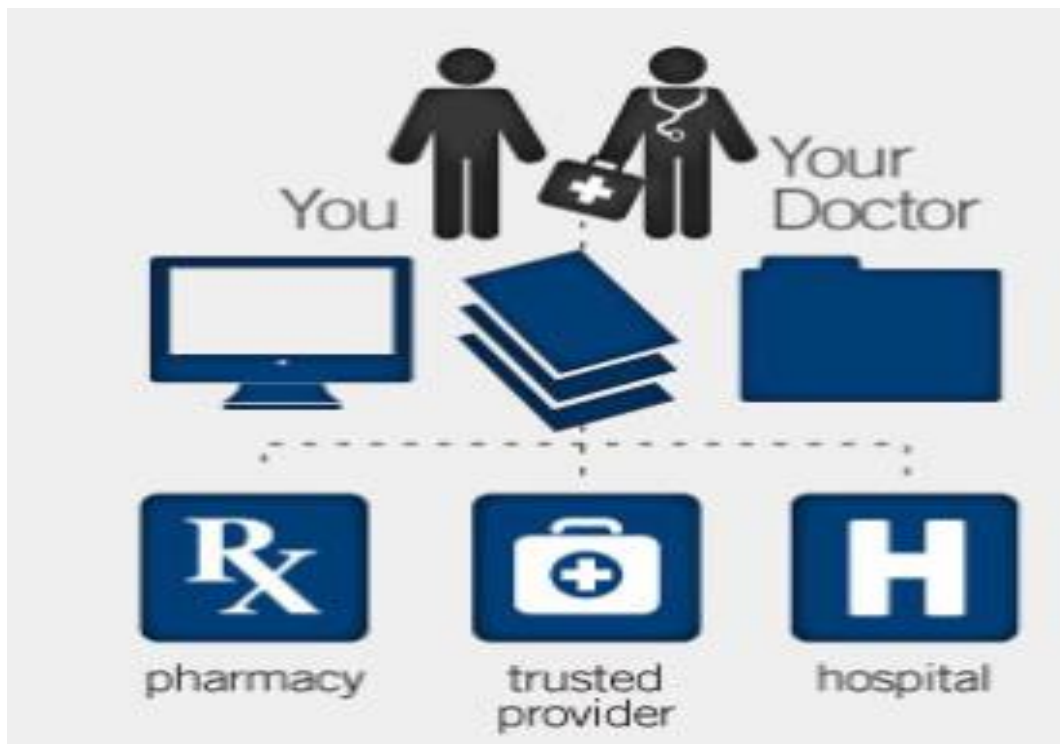 You
Your
Doctor
Rx
H
pharmacy
trusted
provider
hospital